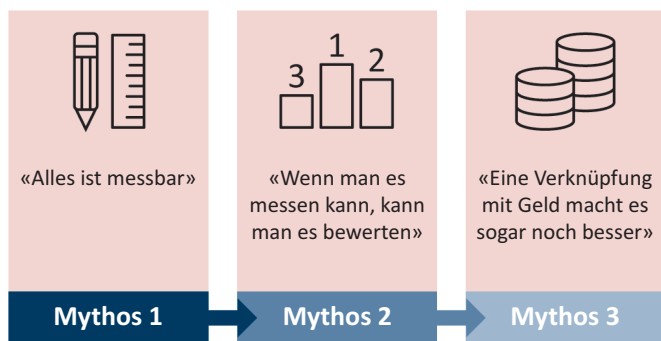 3 1 2
«Alles ist messbar»
«Wenn man es
messen kann, kann
man es bewerten»
«Eine Verknüpfung
mit Geld macht es
sogar noch besser»
Mythos 1
Mythos 2
Mythos 3